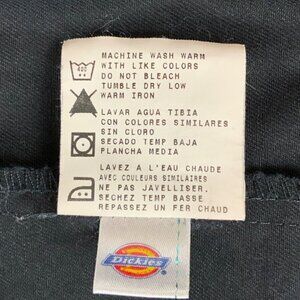 MACHINE WASH WARM
WITH LIKE COLORS
DO NOT BLEACH
TUMBLE DRY LOW
WARM IRON
LAVAR AGUA TIBIA
CON COLORES SIMILARES
SIN CLORO
SECADO TEMP BAJA
PLANCHA MEDIA
LAVEZ A L'EAU CHAUDE
AVEC COULEURS SIMILAIRES
NE PAS JAVELLISER.
SECHEZ TEMP BASSE
REPASSEZ UN FER CHAUD
Dickies